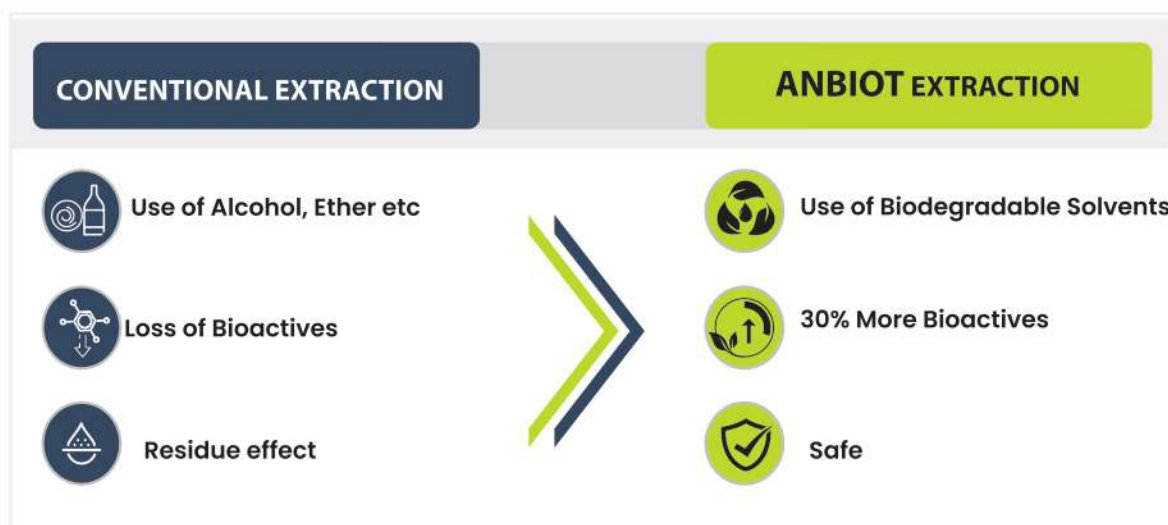 CONVENTIONAL EXTRACTION
ANBIOT EXTRACTION
Use of Alcohol, Ether etc
Use of Biodegradable Solvents
Loss of Bioactives
30% More Bioactives
Residue effect
Safe